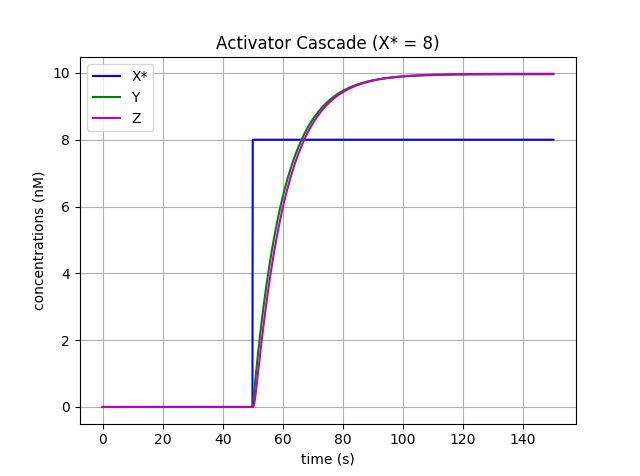 Activator Cascade (X* = 8)
X*
Y
Z
concentrations (nM)
10
8
6
4
2
0
0 20 40 60 80 100 120 140
time (s)